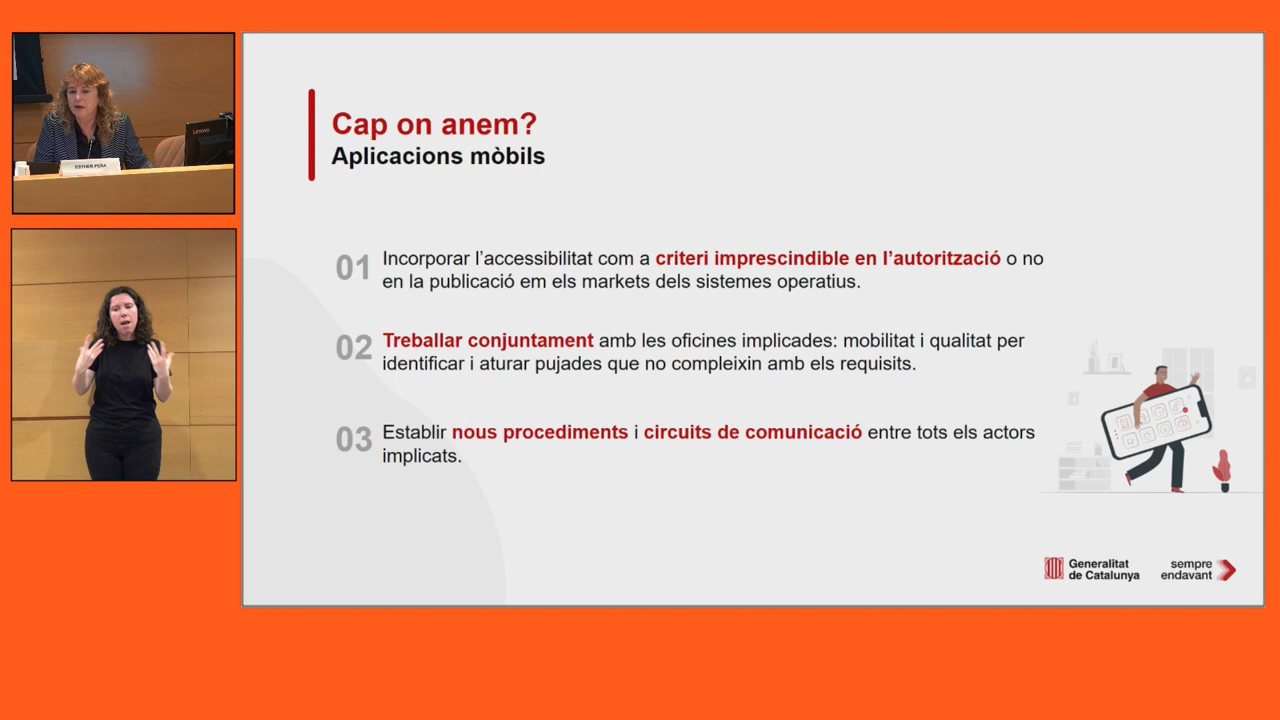 Lenovo
ESTHER PEÑA
Cap on anem?
Aplicacions mòbils
01
Incorporar l’accessibilitat com a criteri imprescindible en l’autorització o no
en la publicació em els markets dels sistemes operatius.
02
Treballar conjuntament amb les oficines implicades: mobilitat i qualitat per
identificar i aturar pujades que no compleixin amb els requisits.
03
Establir nous procediments i circuits de comunicació entre tots els actors
implicats.
Generalitat
de Catalunya
sempre
endavant